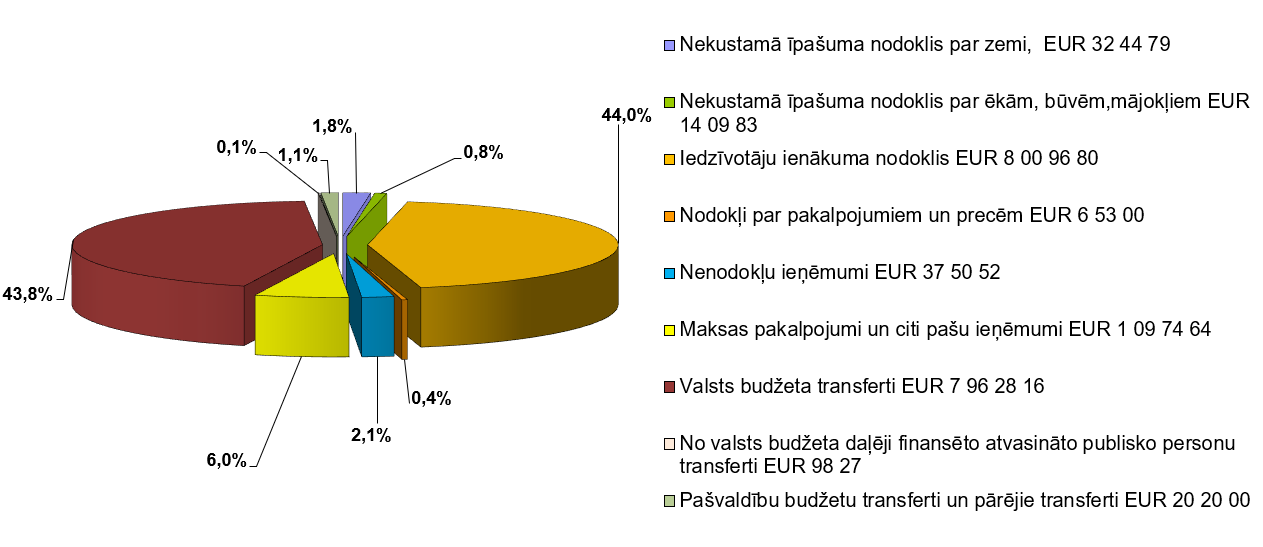 1,8%
0,1%
1,1%
0,8%
44,0%
43,8%
0,4%
2,1%
6,0%
Nekustamā īpašuma nodoklis par zemi,  EUR 32 44 79
Nekustamā īpašuma nodoklis par ēkām, būvēm,mājokļiem EUR
14 09 83
Iedzīvotāju ienākuma nodoklis EUR 8 00 96 80
Nodokļi par pakalpojumiem un precēm EUR 6 53 00
Nenodokļu ieņēmumi EUR 37 50 52
Maksas pakalpojumi un citi pašu ieņēmumi EUR 1 09 74 64
Valsts budžeta transferti EUR 7 96 28 16
No valsts budžeta daļēji finansēto atvasināto publisko personu
transferti EUR 98 27
Pašvaldību budžetu transferti un pārējie transferti EUR 20 20 00